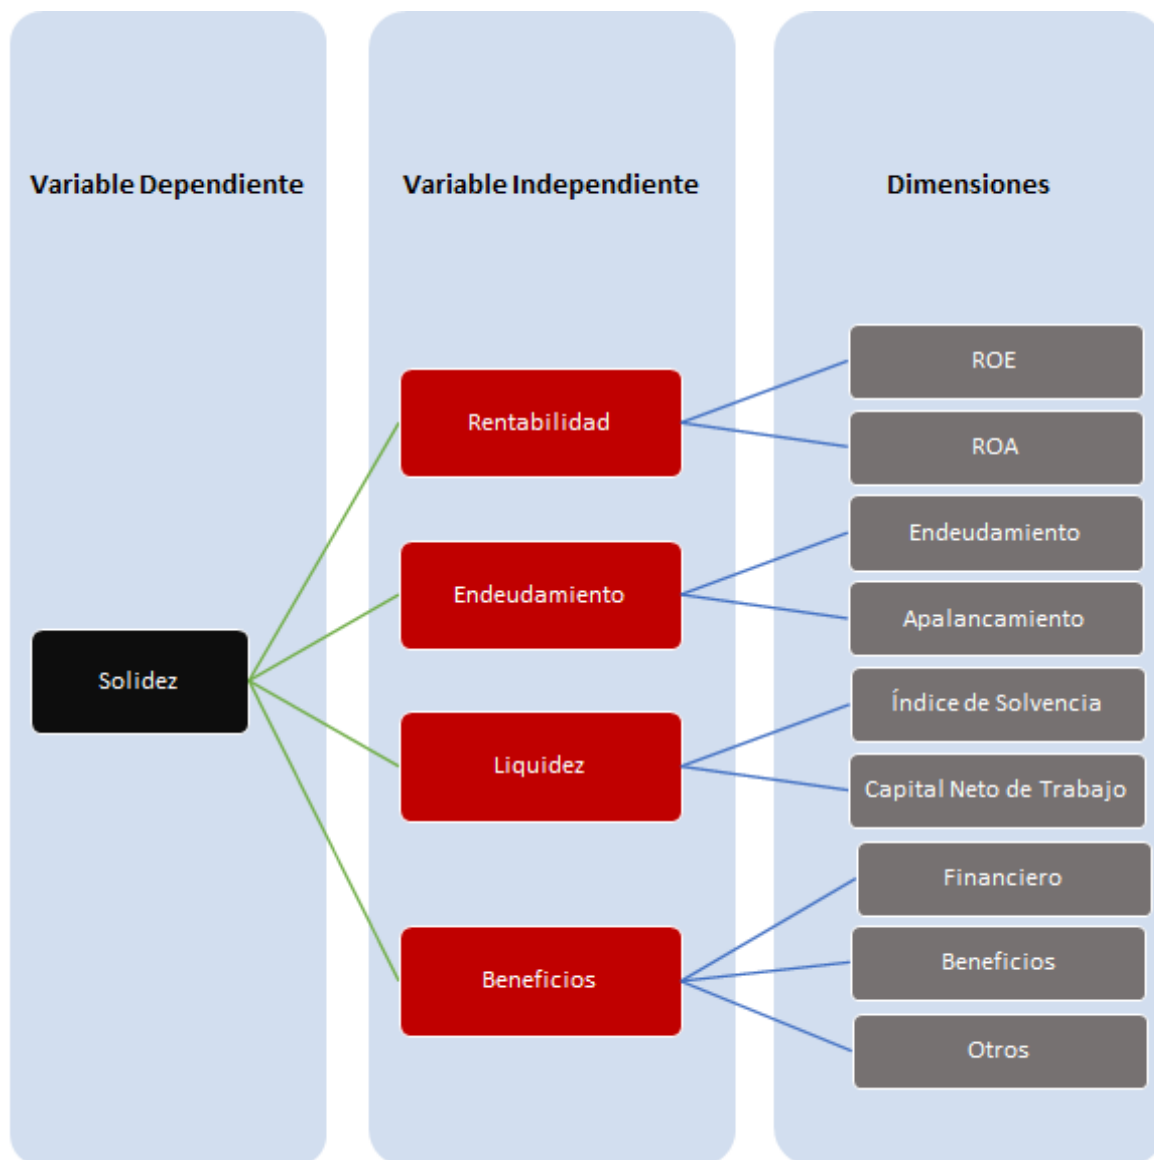 Variable Dependiente
Variable Independiente
Dimensiones
Solidez
Rentabilidad
Endeudamiento
Liquidez
Beneficios
ROE
ROA
Endeudamiento
Apalancamiento
Índice de Solvencia
Capital Neto de Trabajo
Financiero
Beneficios
Otros